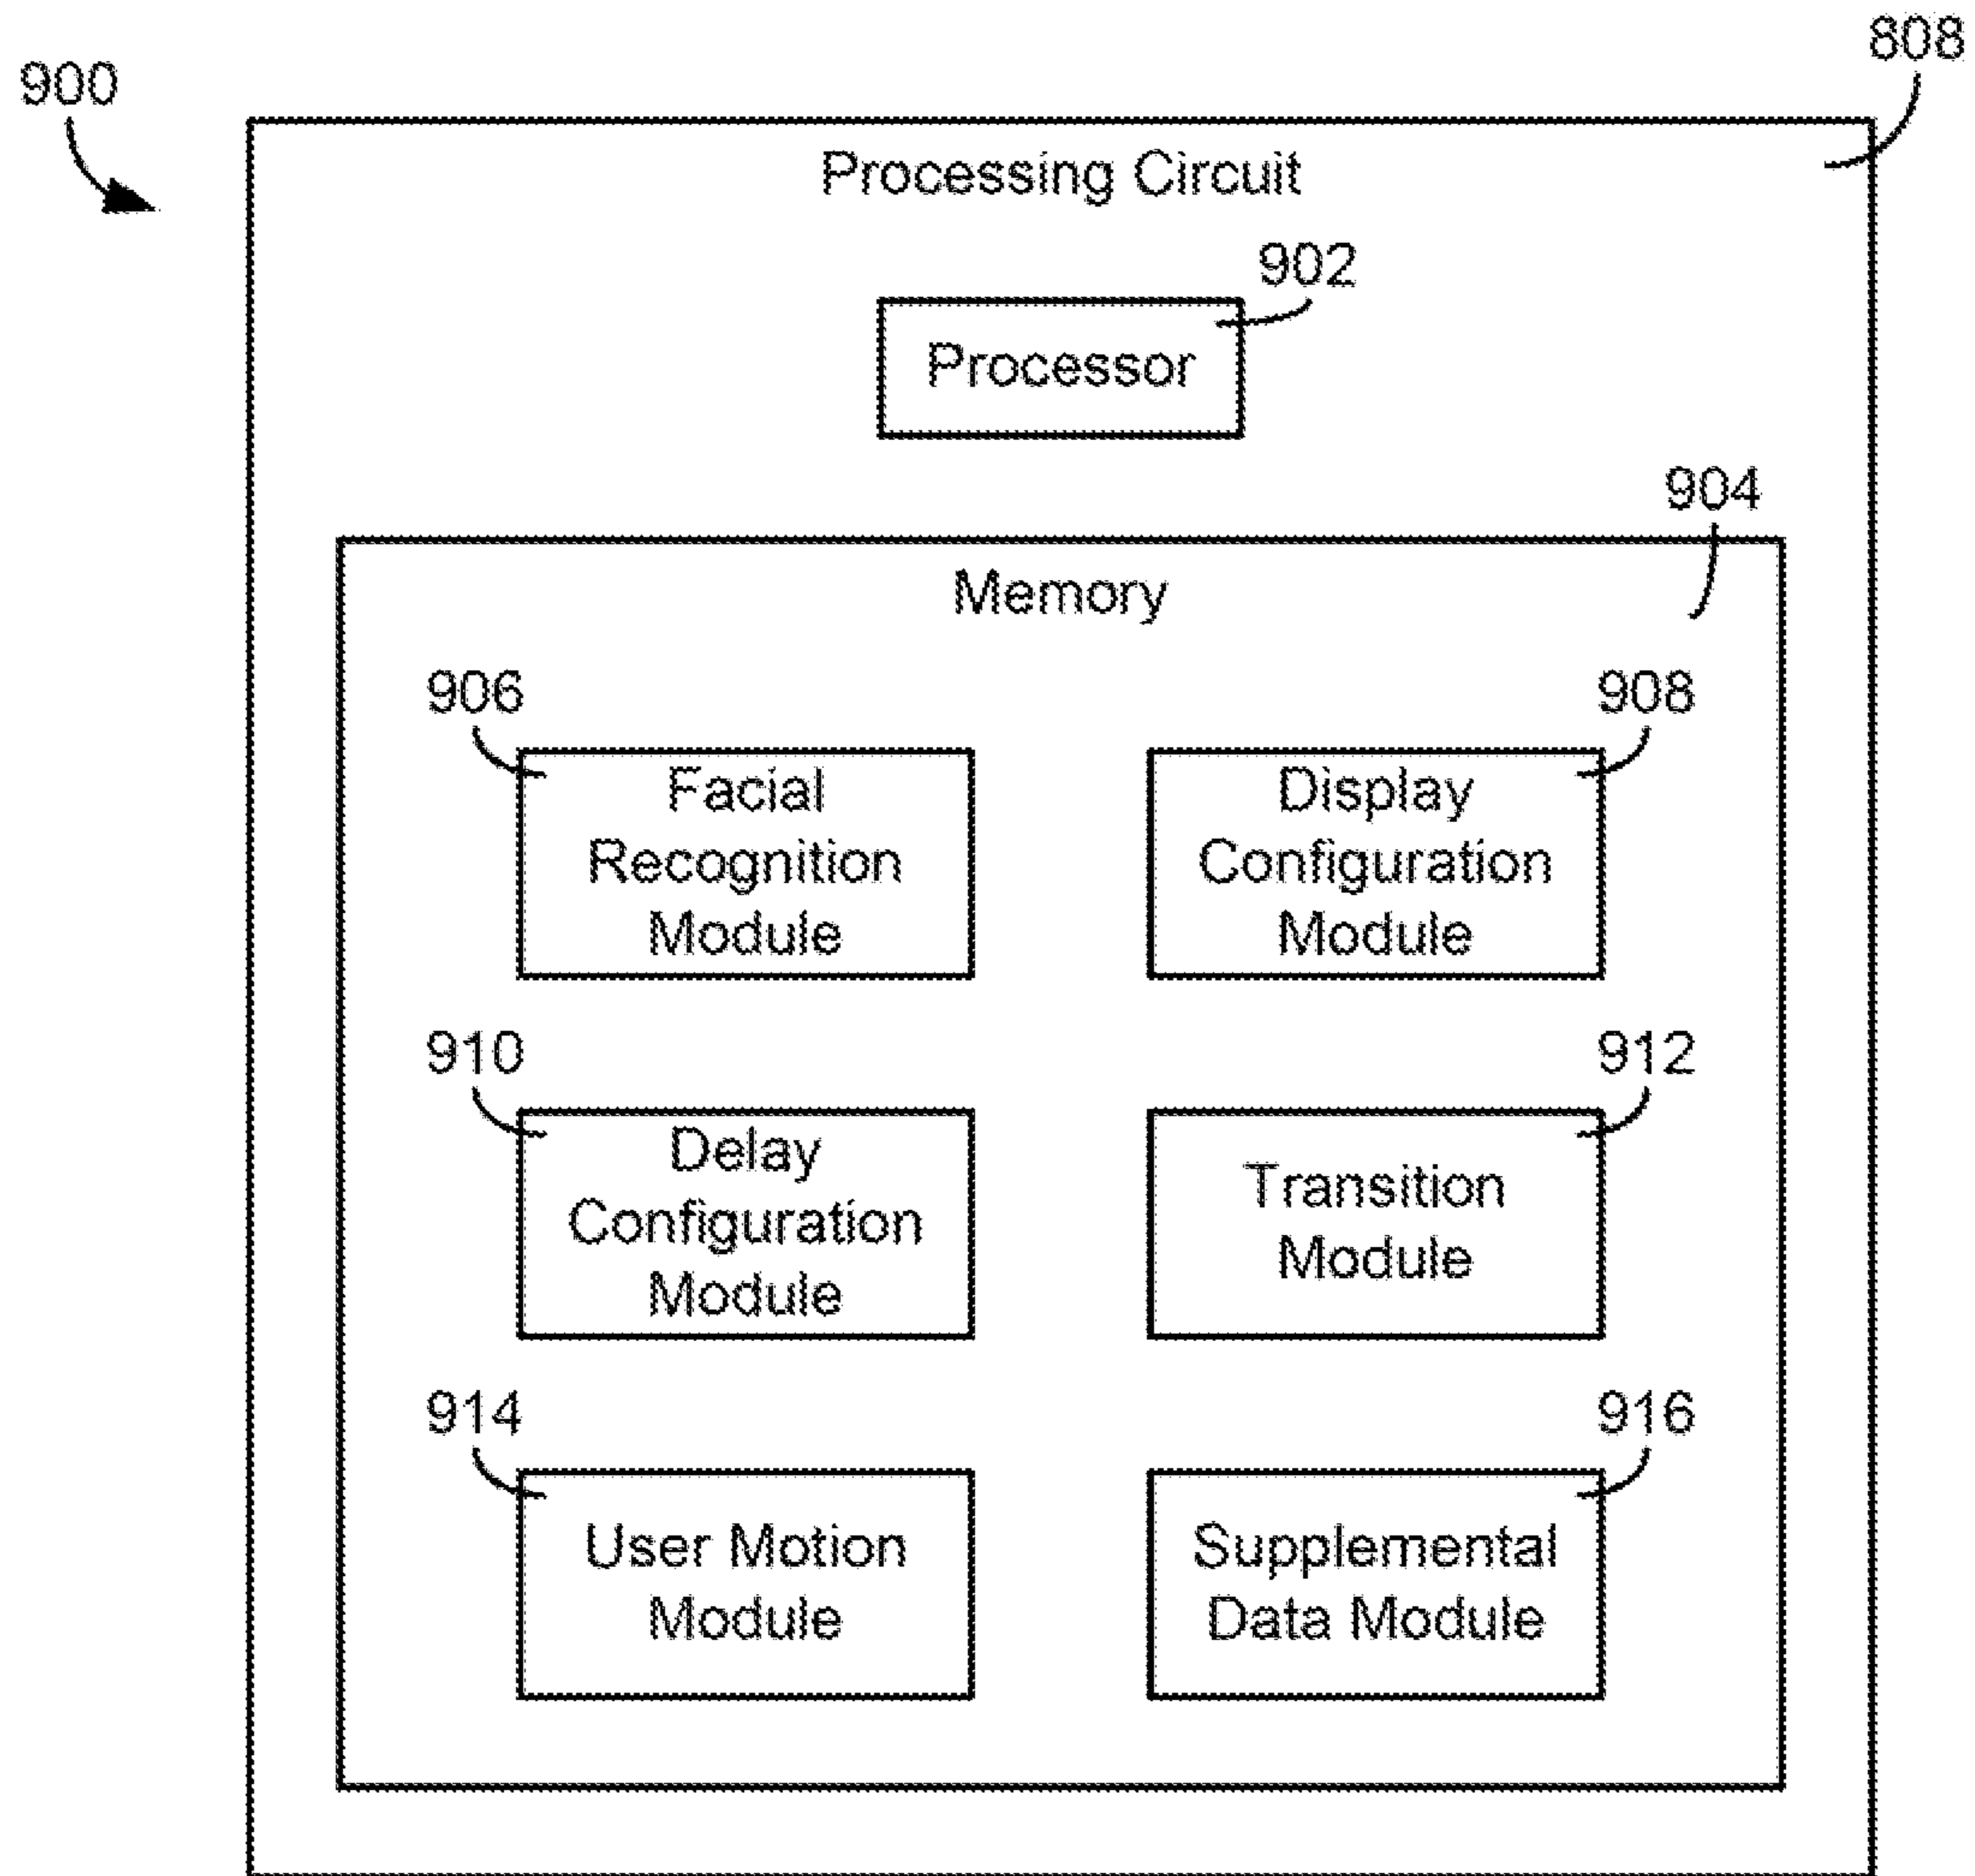 808
900
Processing Circuit
902
Processor
904
Memory
906
908
Facial
Recognition
Module
Display
Configuration
Module
910
912
Delay
Configuration
Module
Transition
Module
914
916
User Motion
Module
Supplemental
Data Module